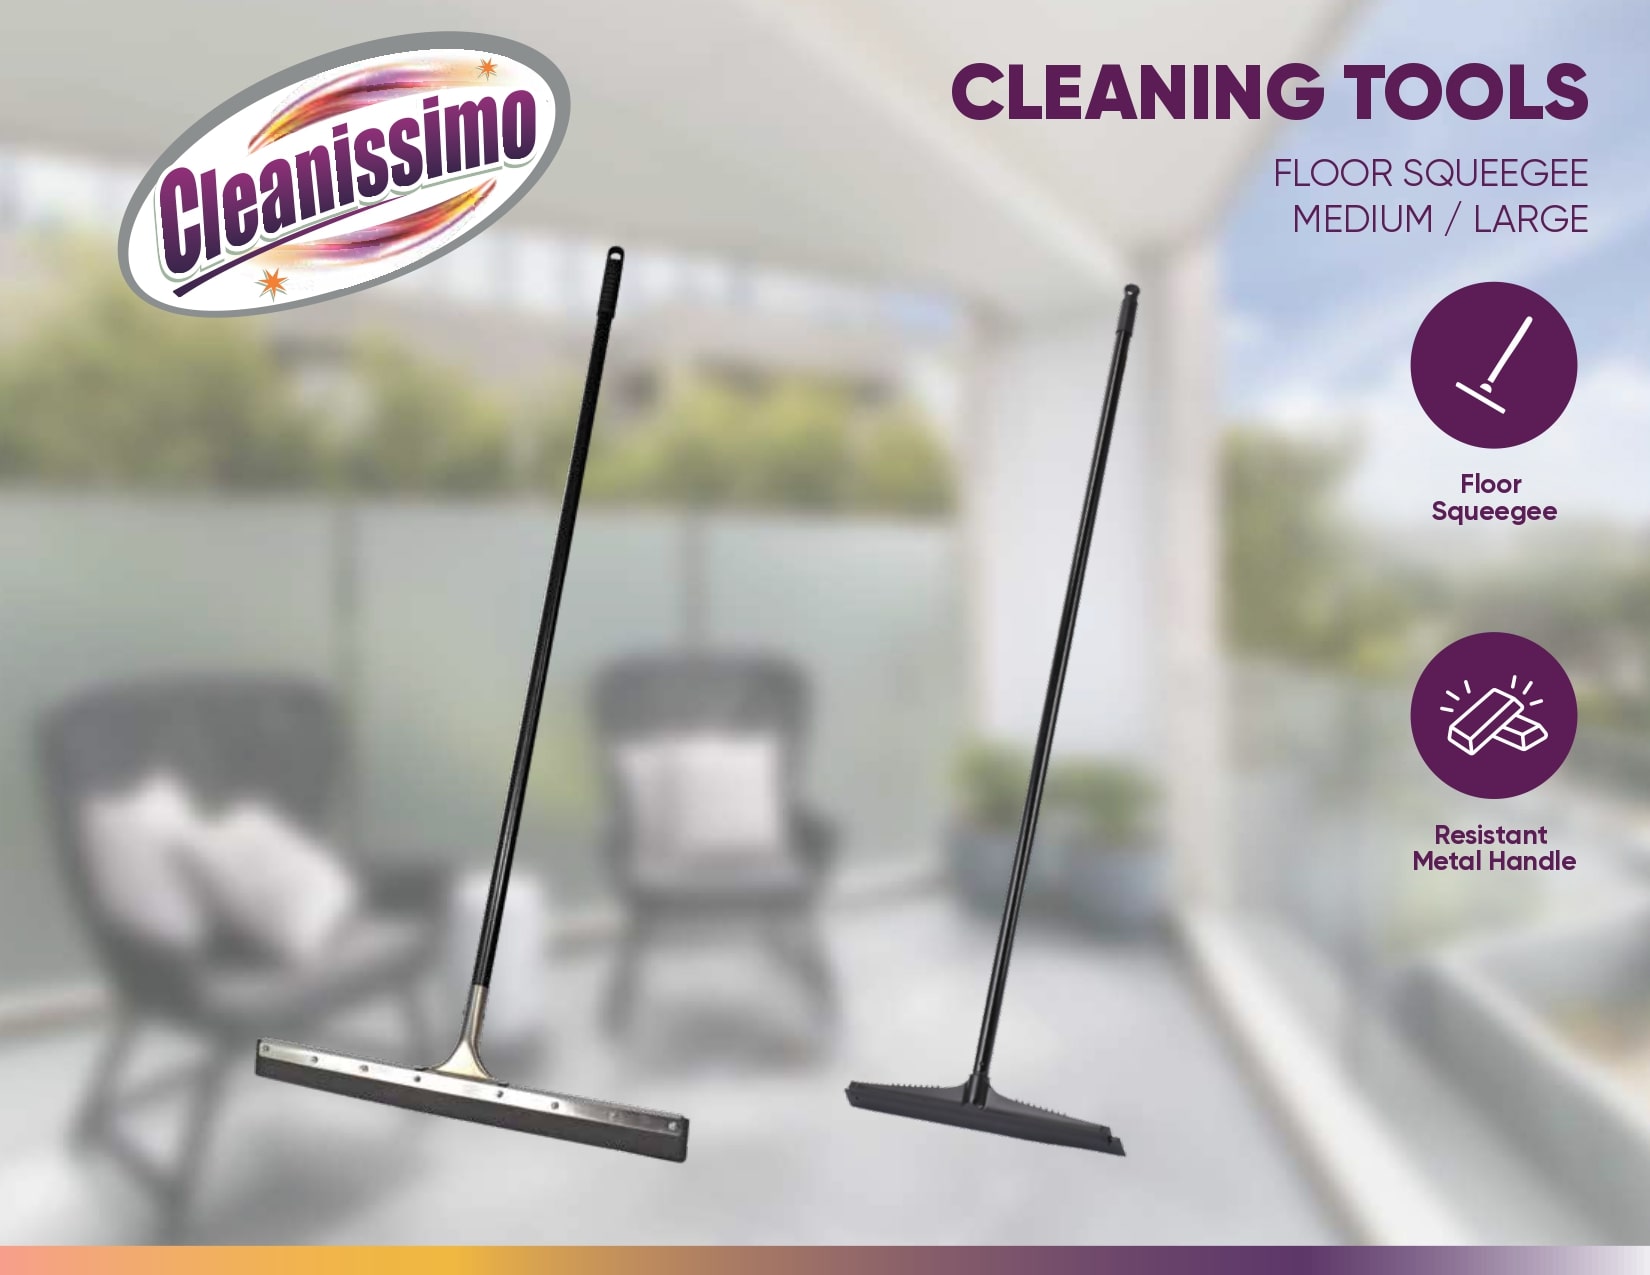 Cleanissimo
CLEANING TOOLS
FLOOR SQUEEGEE
MEDIUM / LARGE
Floor
Squeegee
Resistant
Metal Handle